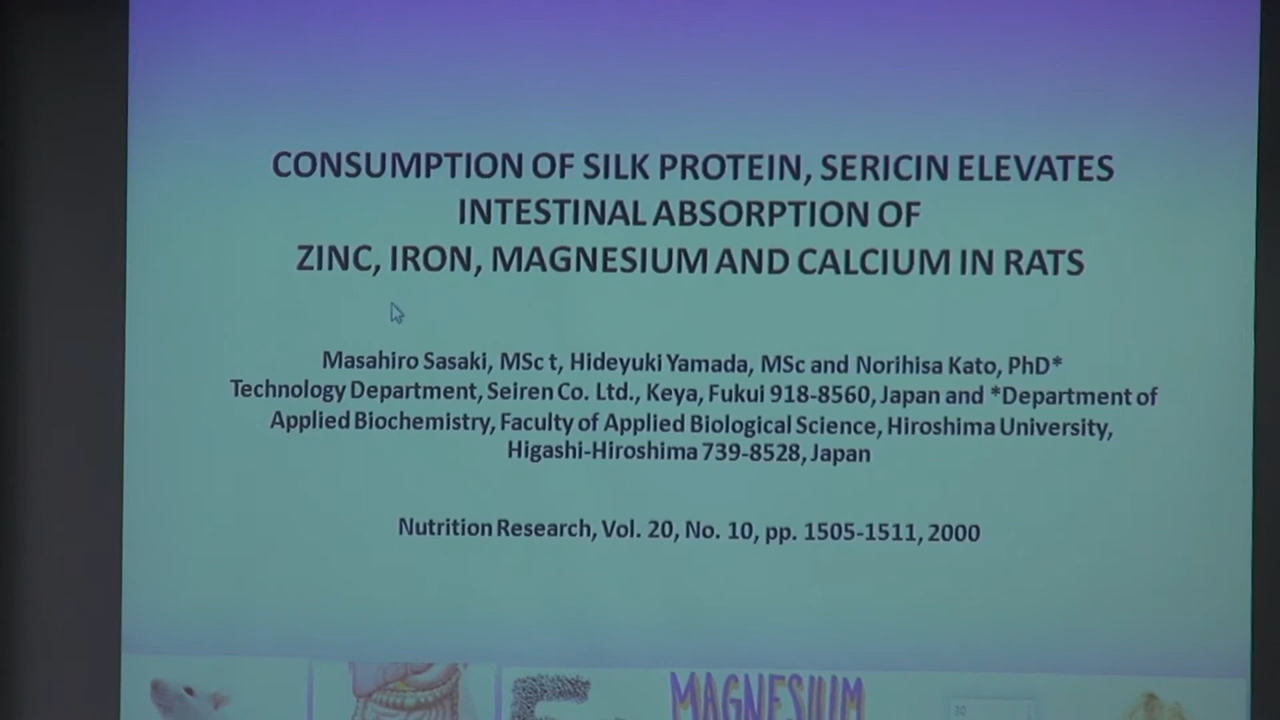 CONSUMPTION OF SILK PROTEIN, SERICIN ELEVATES
INTESTINAL ABSORPTION OF
ZINC, IRON, MAGNESIUM AND CALCIUM IN RATS
Masahiro Sasaki, MSc t, Hideyuki Yamada, MSc and Norihisa Kato, PhD*
Technology Department, Seiren Co. Ltd., Keya, Fukui 918-8560, Japan and *Department of
Applied Biochemistry, Faculty of Applied Biological Science, Hiroshima University,
Higashi-Hiroshima 739-8528, Japan
Nutrition Research, Vol. 20, No. 10, pp. 1505-1511, 2000
MAGNESIUM